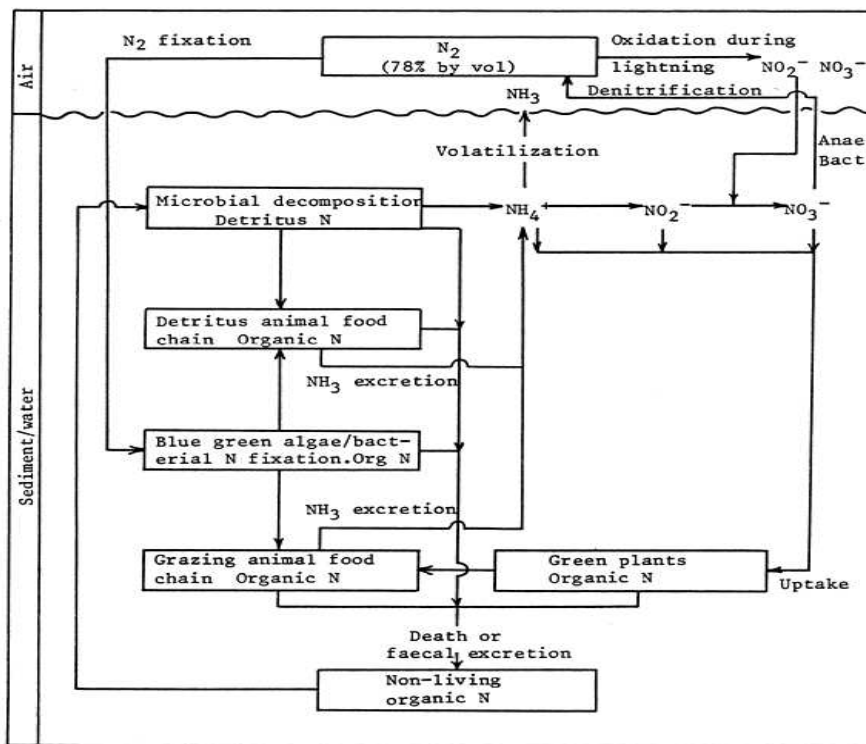 Air
N2 fixation
N2
(78% by vol)
Oxidation during
lightning
NO2⁻ NO3⁻
Denitrification
NH3
Anae
Bact
Volatilization
Sediment/water
Microbial decomposition
Detritus N
NH4⁺
NO2⁻
NO3⁻
Detritus animal food
chain Organic N
NH3 excretion
Blue green algae/bact-
erial N fixation.Org N
NH3 excretion
Grazing animal food
chain Organic N
Green plants
Organic N
Uptake
Death or
faecal excretion
Non-living
organic N